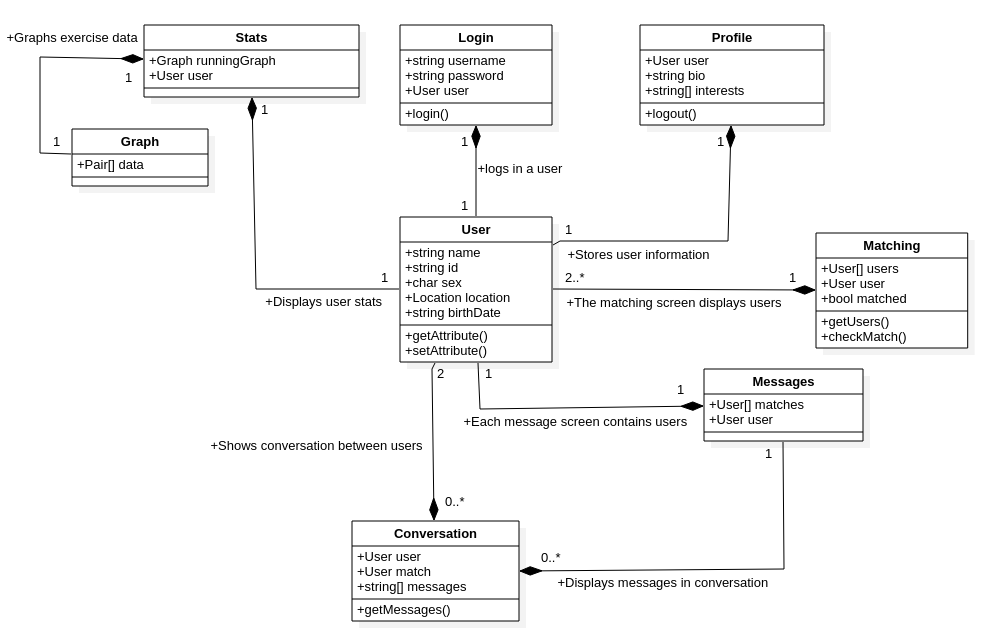 +Graphs exercise data
1
Stats
+Graph runningGraph
+User user
1
1
Graph
+Pair[] data
Login
+string username
+string password
+User user
+login()
1
+logs in a user
1
Profile
+User user
+string bio
+string[] interests
+logout()
1
User
+string name
+string id
+char sex
+Location location
+string birthDate
+getAttribute()
+setAttribute()
1
+Displays user stats
1
+Stores user information
2..*
1
+The matching screen displays users
Matching
+User[] users
+User user
+bool matched
+getUsers()
+checkMatch()
2
1
1
+Each message screen contains users
Messages
+User[] matches
+User user
1
+Shows conversation between users
0..*
Conversation
+User user
+User match
+string[] messages
+getMessages()
0..*
+Displays messages in conversation